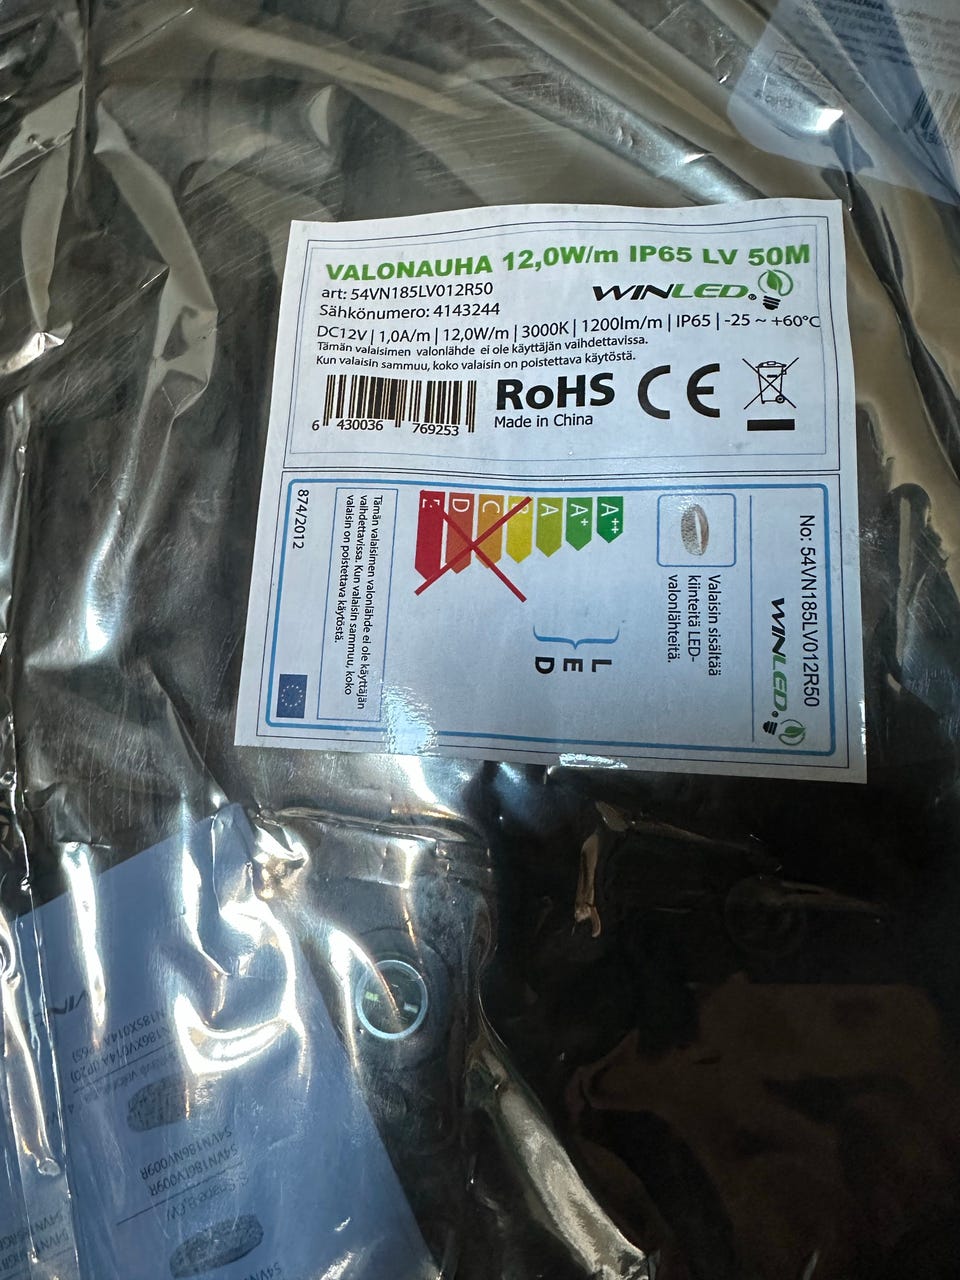 VALONAUHA 12,0W/m IP65 LV 50M
art: 54VN185LV012R50
WINLED®
Sähkönumero: 4143244
DC12V | 1,0A/m | 12,0W/m | 3000K | 1200lm/m | IP65 | -25 ~ +60°C
Tämän valaisimen valonlähde ei ole käyttäjän vaihdettavissa.
Kun valaisin sammuu, koko valaisin on poistettava käytöstä.
6 430036 769253
RoHS
CE
Made in China
No: 54VN185LV012R50
WINLED®
Valaisin sisältää
kiinteitä LED-
valonlähteitä.
A++
A+
A
B
C
D
E
L
E
D
Tämän valaisimen valonlähde ei ole käyttäjän
vaihdettavissa. Kun valaisin sammuu, koko
valaisin on poistettava käytöstä.
874/2012
54VN186NV009R
54VN186TV009R